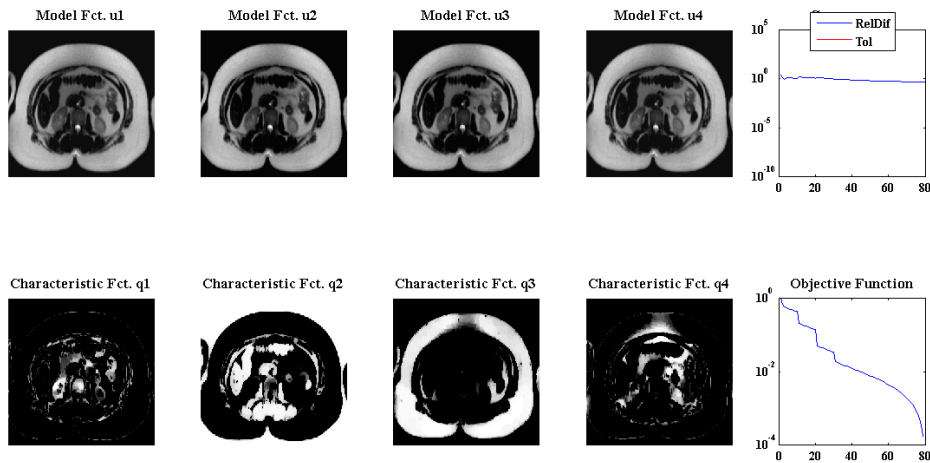 Model Fct. u1
Model Fct. u2
Model Fct. u3
Model Fct. u4
RelDif
Tol
10^5
10^0
10^-5
10^-10
0
20
40
60
80
Characteristic Fct. q1
Characteristic Fct. q2
Characteristic Fct. q3
Characteristic Fct. q4
Objective Function
10^0
10^-2
10^-4
0
20
40
60
80